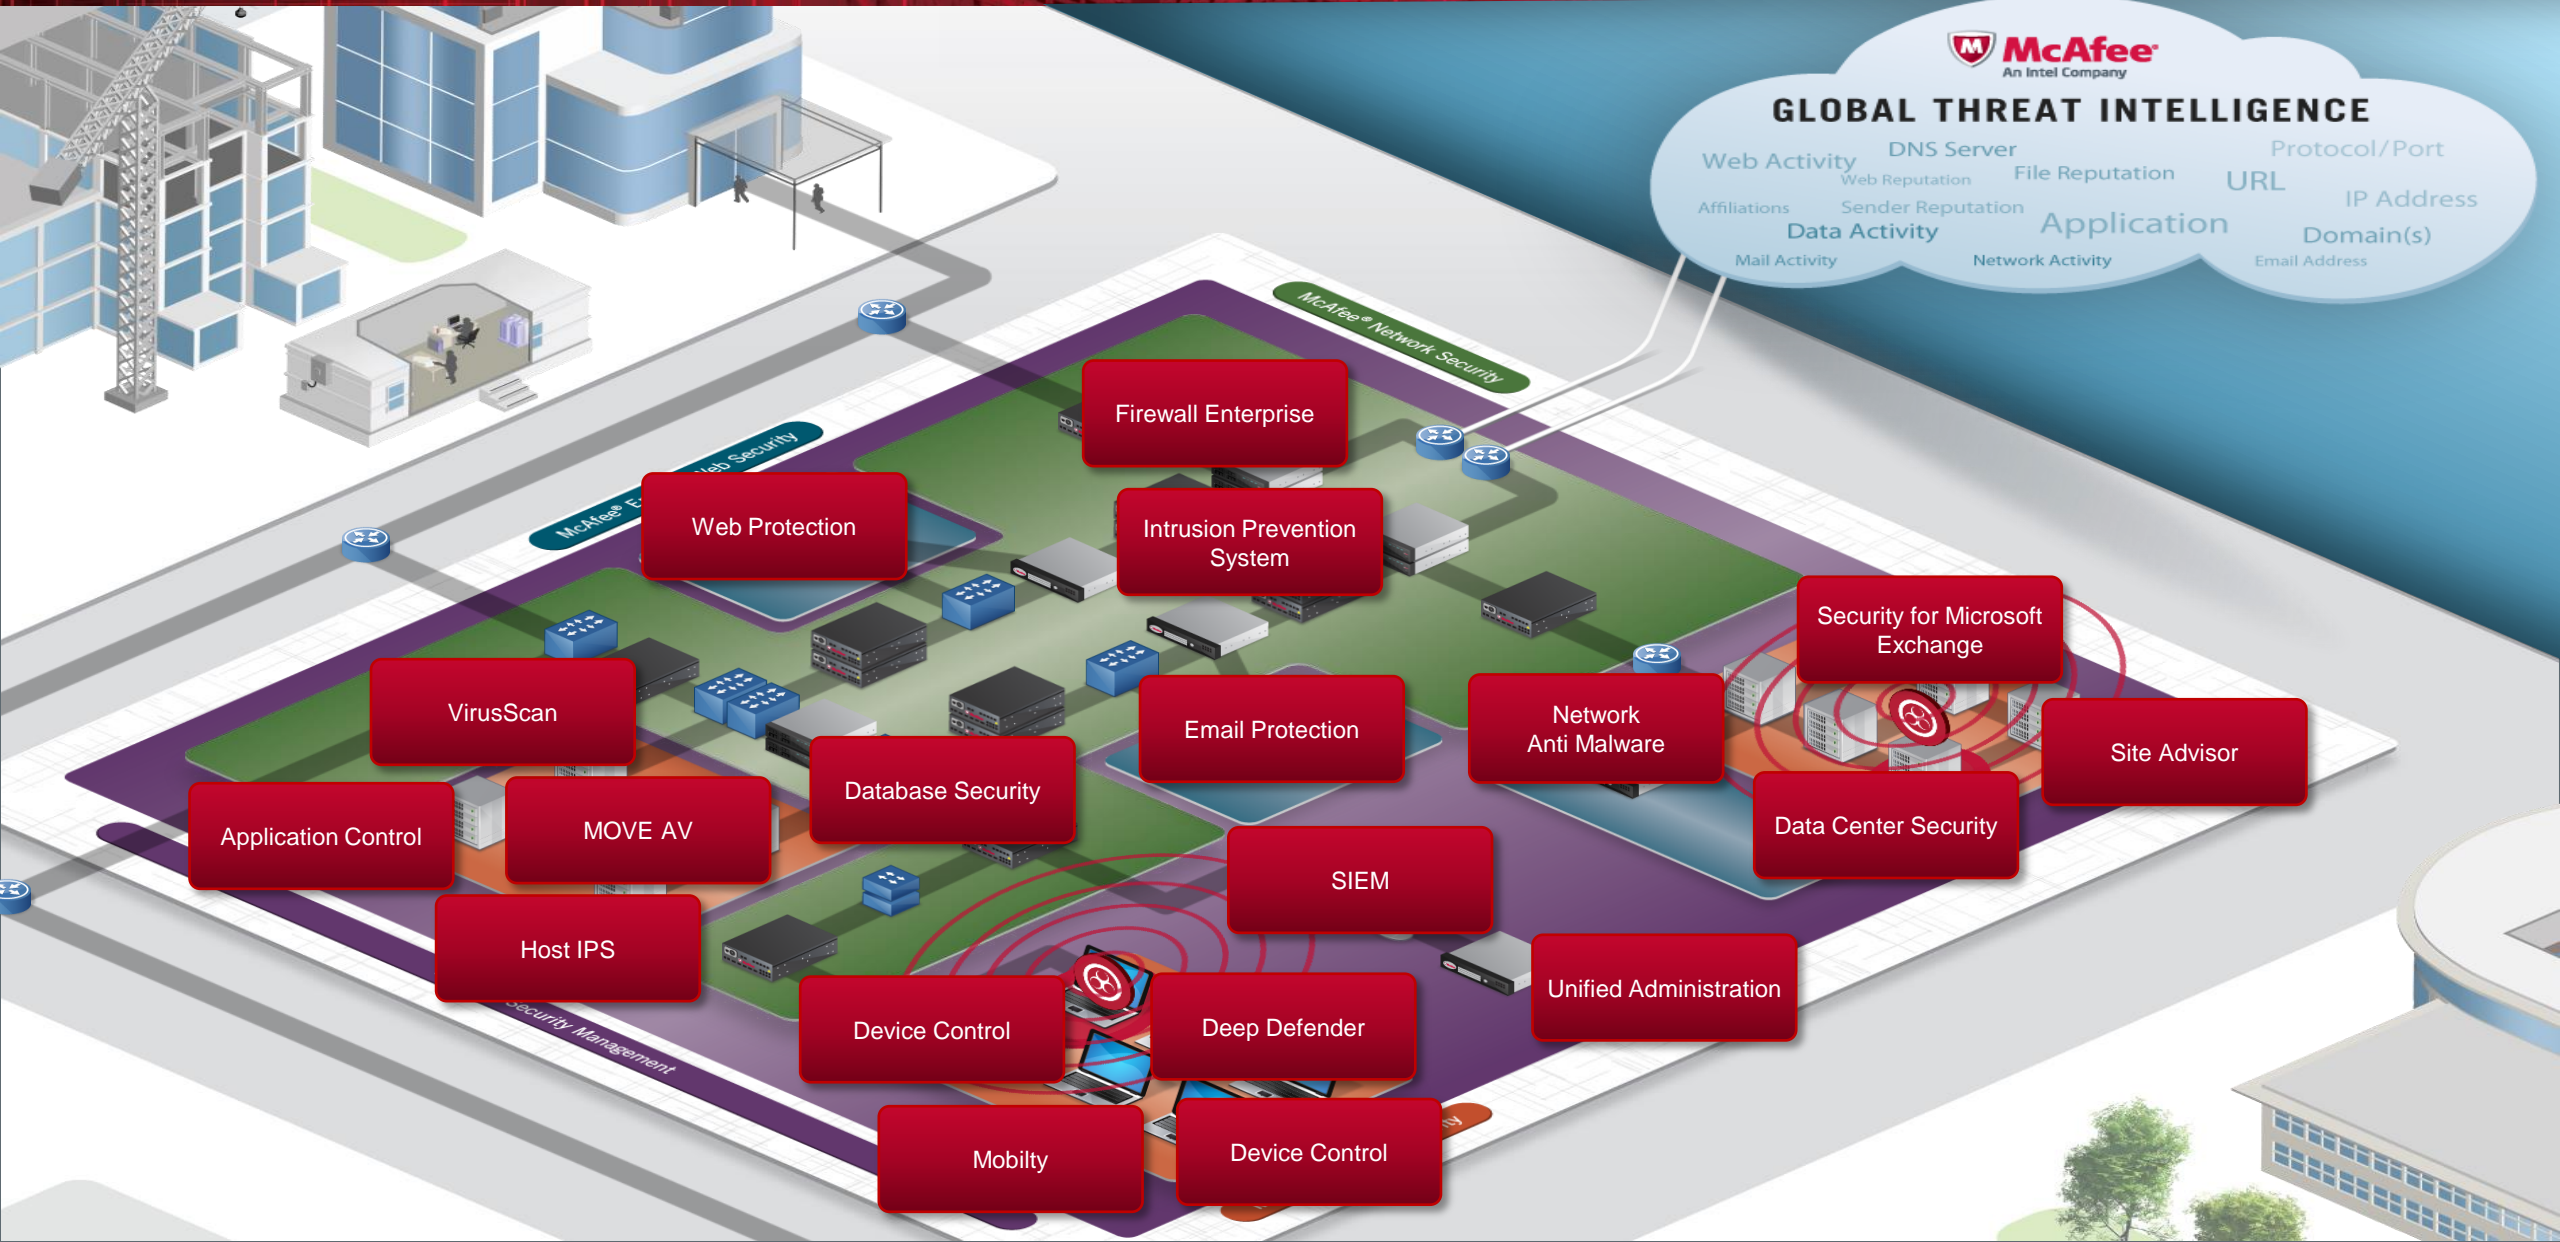 McAfee®
An Intel Company
GLOBAL THREAT INTELLIGENCE
Web Activity
DNS Server
Protocol/Port
Web Reputation
File Reputation
URL
IP Address
Affiliations
Sender Reputation
Application
Data Activity
Domain(s)
Mail Activity
Network Activity
Email Address
McAfee® Network Security
Firewall Enterprise
McAfee®
Web Security
Web Protection
Intrusion Prevention
System
Security for Microsoft
Exchange
VirusScan
Email Protection
Network
Anti Malware
Site Advisor
Database Security
Application Control
MOVE AV
Data Center Security
SIEM
Host IPS
Unified Administration
Security Management
Device Control
Deep Defender
Mobilty
Device Control